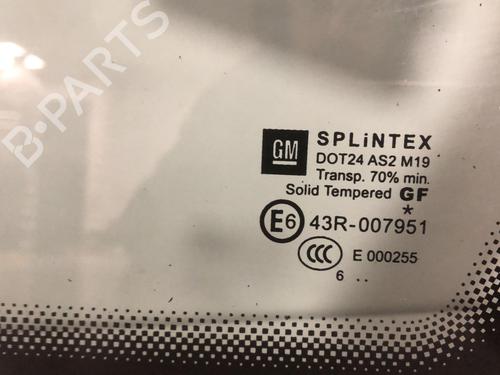 B-PARTS
GM
SPLiNTEX
DOT24 AS2 M19
Transp. 70% min.
Solid Tempered GF
*
E6 43R-007951
CCC E 000255
6 ..